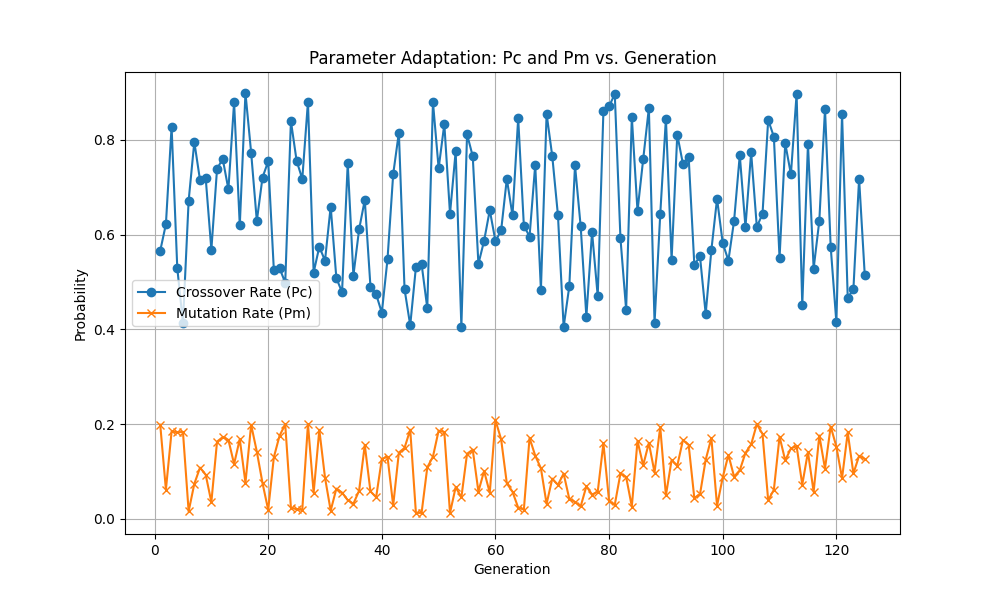 Parameter Adaptation: Pc and Pm vs. Generation
Probability
0.8
0.6
0.4
0.2
0.0
Crossover Rate (Pc)
Mutation Rate (Pm)
0 20 40 60 80 100 120
Generation